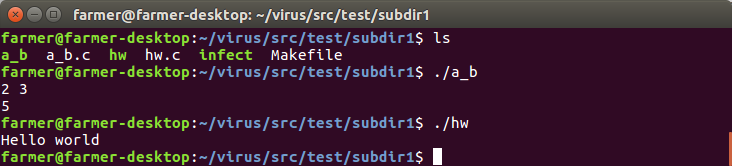 farmer@farmer-desktop: ~/virus/src/test/subdir1
farmer@farmer-desktop:~/virus/src/test/subdir1$ ls
a_b  a_b.c  hw  hw.c  infect  Makefile
farmer@farmer-desktop:~/virus/src/test/subdir1$ ./a_b
2 3
5
farmer@farmer-desktop:~/virus/src/test/subdir1$ ./hw
Hello world
farmer@farmer-desktop:~/virus/src/test/subdir1$